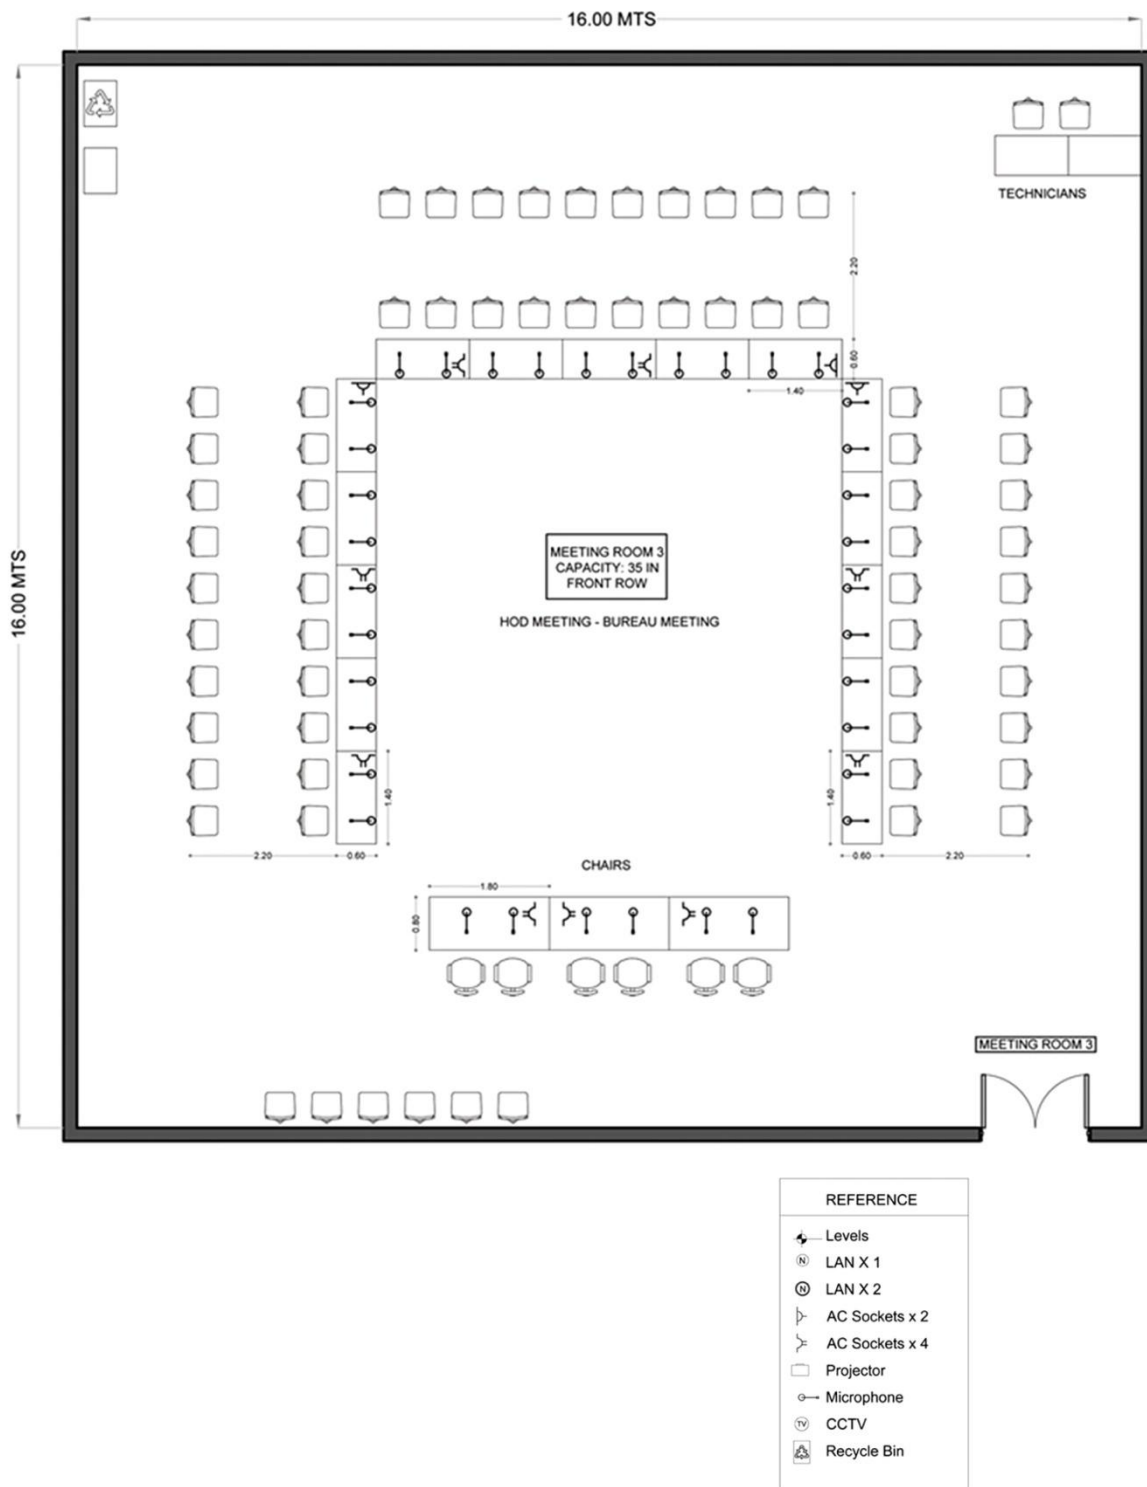 16.00 MTS
TECHNICIANS
2.20
0.60
1.40
16.00 MTS
MEETING ROOM 3
CAPACITY: 35 IN
FRONT ROW
HOD MEETING - BUREAU MEETING
1.40
1.40
2.20
0.60
0.60
2.20
CHAIRS
1.80
0.80
MEETING ROOM 3
REFERENCE
Levels
N LAN X 1
N LAN X 2
AC Sockets x 2
AC Sockets x 4
Projector
Microphone
TV CCTV
Recycle Bin